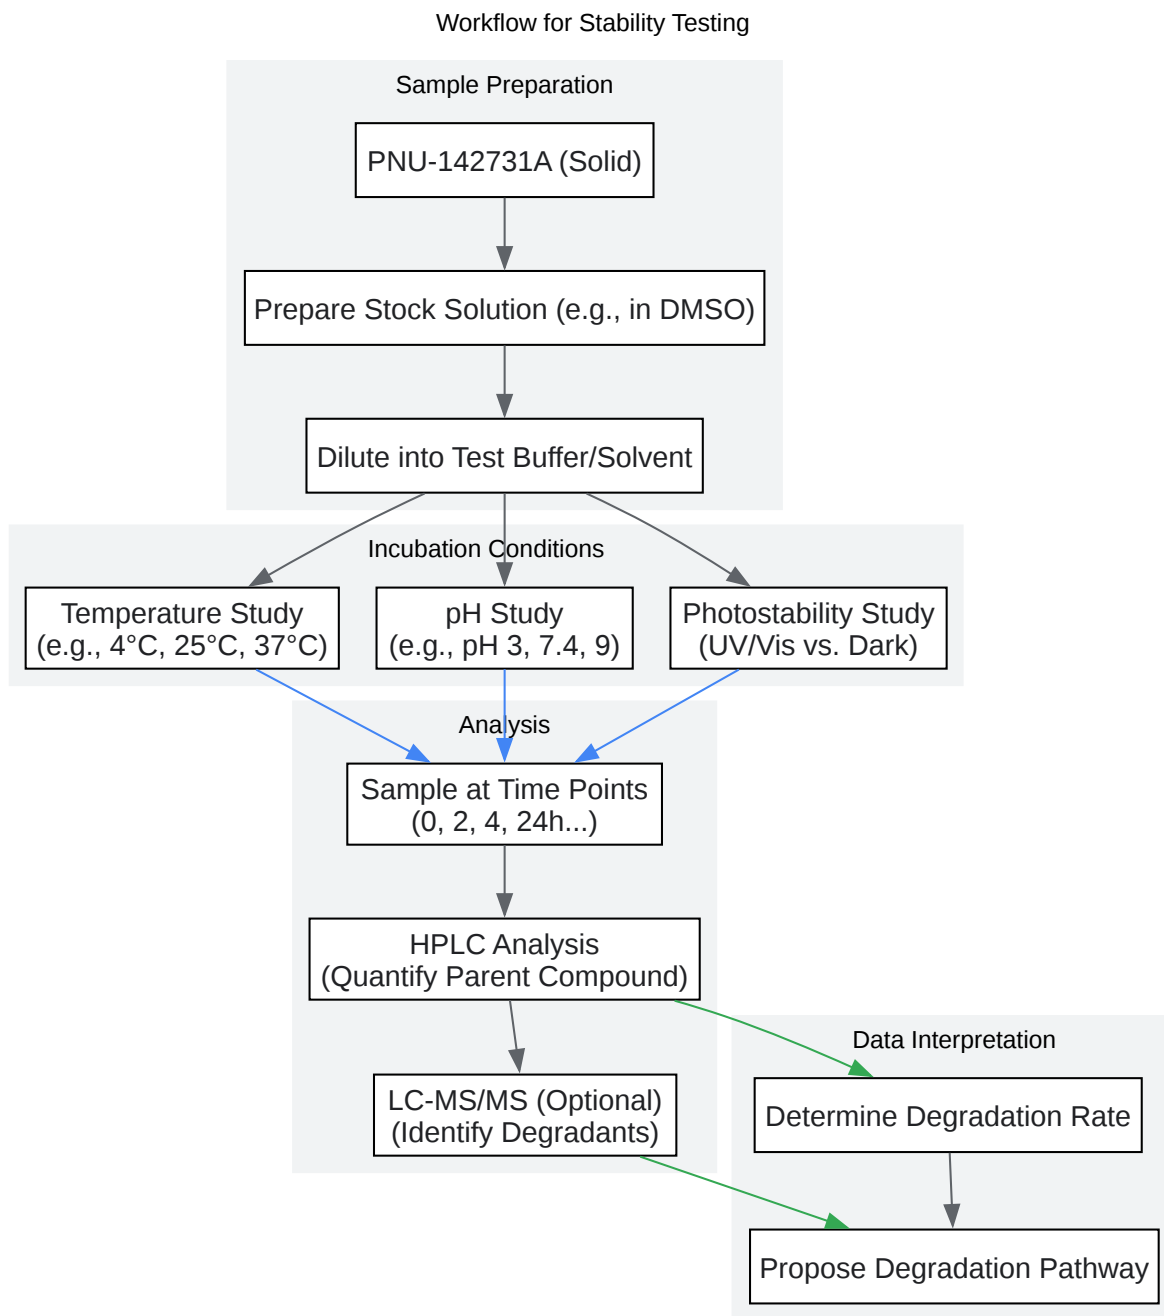 Workflow for Stability Testing
Sample Preparation
PNU-142731A (Solid)
Prepare Stock Solution (e.g., in DMSO)
Dilute into Test Buffer/Solvent
Incubation Conditions
Temperature Study
(e.g., 4°C, 25°C, 37°C)
pH Study
(e.g., pH 3, 7.4, 9)
Photostability Study
(UV/Vis vs. Dark)
Analysis
Sample at Time Points
(0, 2, 4, 24h...)
HPLC Analysis
(Quantify Parent Compound)
LC-MS/MS (Optional)
(Identify Degradants)
Data Interpretation
Determine Degradation Rate
Propose Degradation Pathway